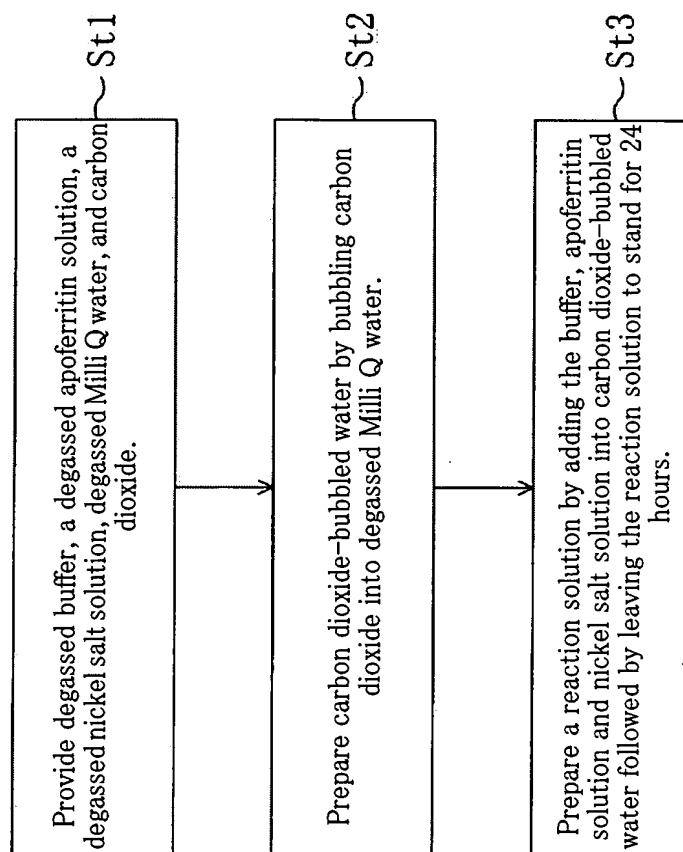 St1
Provide degassed buffer, a degassed apoferritin solution, a
degassed nickel salt solution, degassed Milli Q water, and carbon
dioxide.
St2
Prepare carbon dioxide-bubbled water by bubbling carbon
dioxide into degassed Milli Q water.
St3
Prepare a reaction solution by adding the buffer, apoferritin
solution and nickel salt solution into carbon dioxide-bubbled
water followed by leaving the reaction solution to stand for 24
hours.